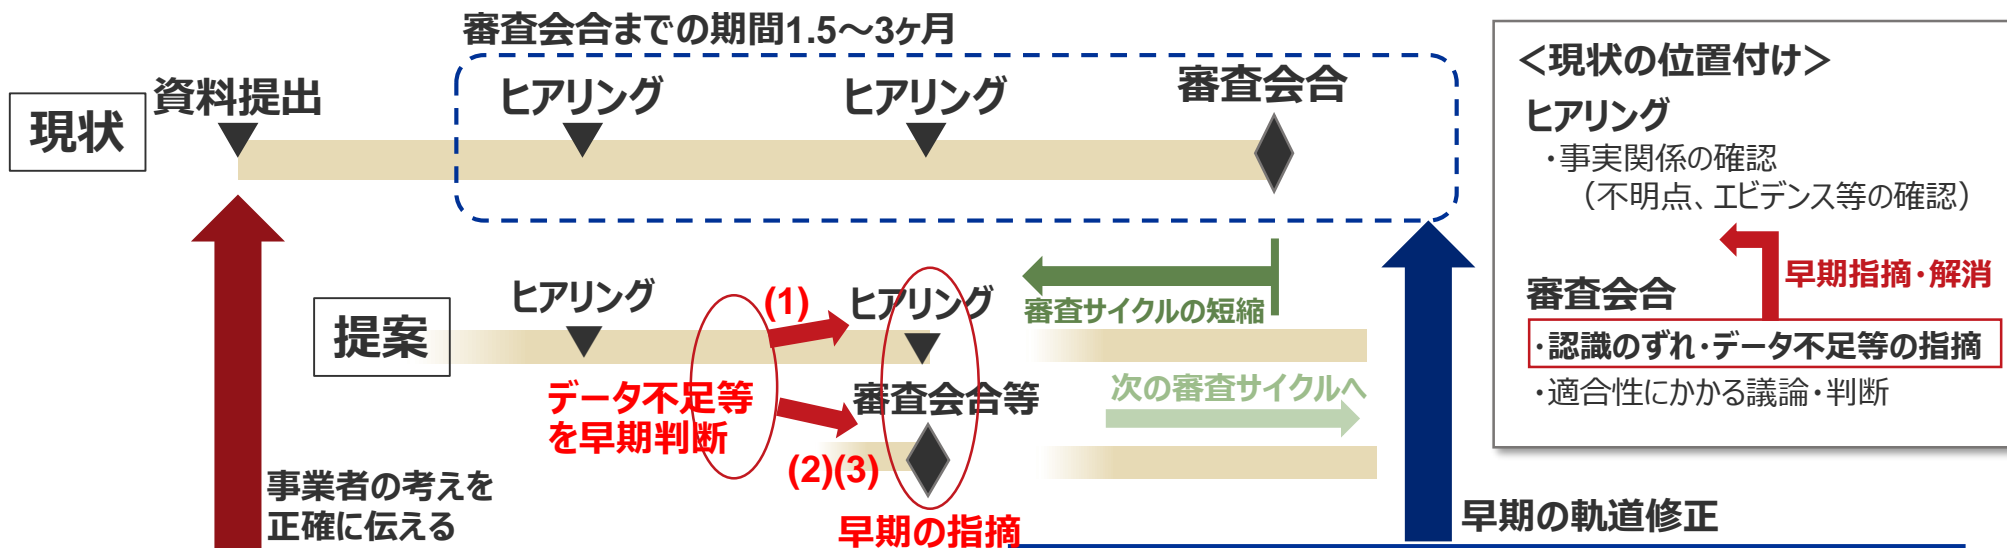 審査会合までの期間1.5～3ヶ月
現状
資料提出
ヒアリング
ヒアリング
審査会合
提案
ヒアリング
(1)
ヒアリング
審査サイクルの短縮
データ不足等
を早期判断
審査会合等
次の審査サイクルへ
(2)(3)
早期の指摘
事業者の考えを
正確に伝える
早期の軌道修正
＜現状の位置付け＞
ヒアリング
・事実関係の確認
（不明点、エビデンス等の確認）
早期指摘・解消
審査会合
・認識のずれ・データ不足等の指摘
・適合性にかかる議論・判断